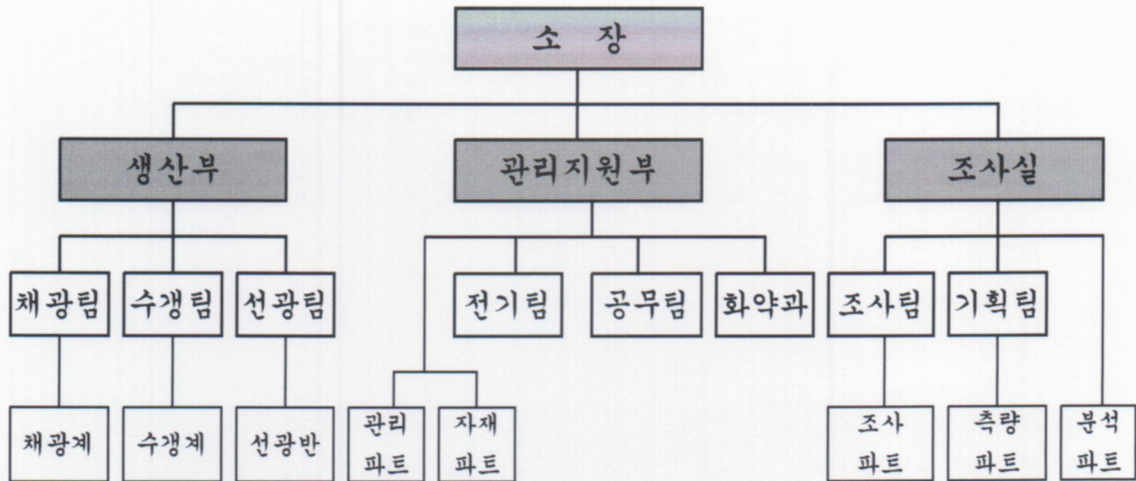 소 장
생산부
관리지원부
조사실
채광팀
수갱팀
선광팀
전기팀
공무팀
화약과
조사팀
기획팀
채광계
수갱계
선광반
관리
파트
자재
파트
조사
파트
측량
파트
분석
파트